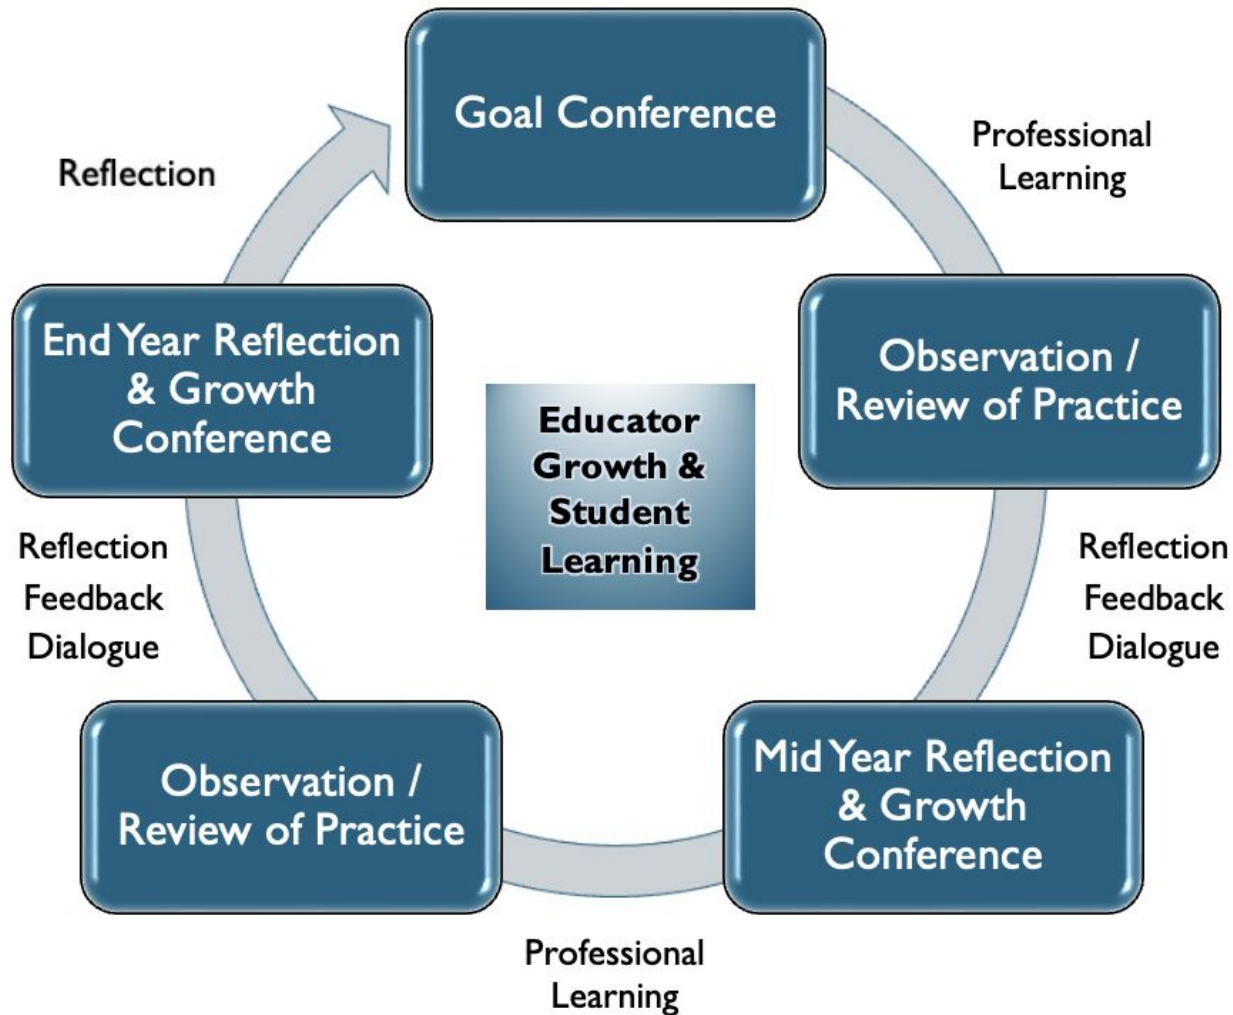 Goal Conference
Professional
Learning
Observation /
Review of Practice
Reflection
Feedback
Dialogue
Mid Year Reflection
& Growth
Conference
Professional
Learning
Observation /
Review of Practice
Reflection
Feedback
Dialogue
End Year Reflection
& Growth
Conference
Reflection
Educator
Growth &
Student
Learning